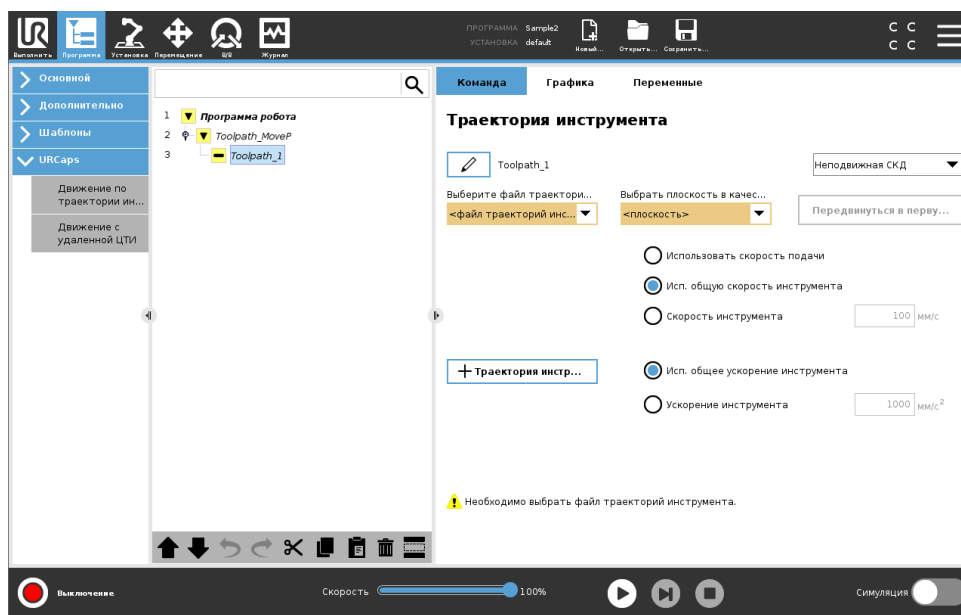 UR
Выполнить
Программа
Установка
Перемещение
В/В
Журнал
ПРОГРАММА Sample2
УСТАНОВКА default
Новый...
Открыть...
Сохранить...
C C
C C
Основной
Дополнительно
Шаблоны
URCaps
Движение по
траектории ин...
Движение с
удаленной ЦТИ
1 Программа робота
2 Toolpath_MoveP
3 Toolpath_1
Команда
Графика
Переменные
Траектория инструмента
Toolpath_1
Неподвижная СКД
Выберите файл траектори...
Выбрать плоскость в качес...
<файл траекторий инс...
<плоскость>
Передвинуться в перву...
Использовать скорость подачи
Исп. общую скорость инструмента
Скорость инструмента
100 мм/с
Траектория инстр...
Исп. общее ускорение инструмента
Ускорение инструмента
1000 мм/с2
Необходимо выбрать файл траекторий инструмента.
Выключение
Скорость
100%
Симуляция